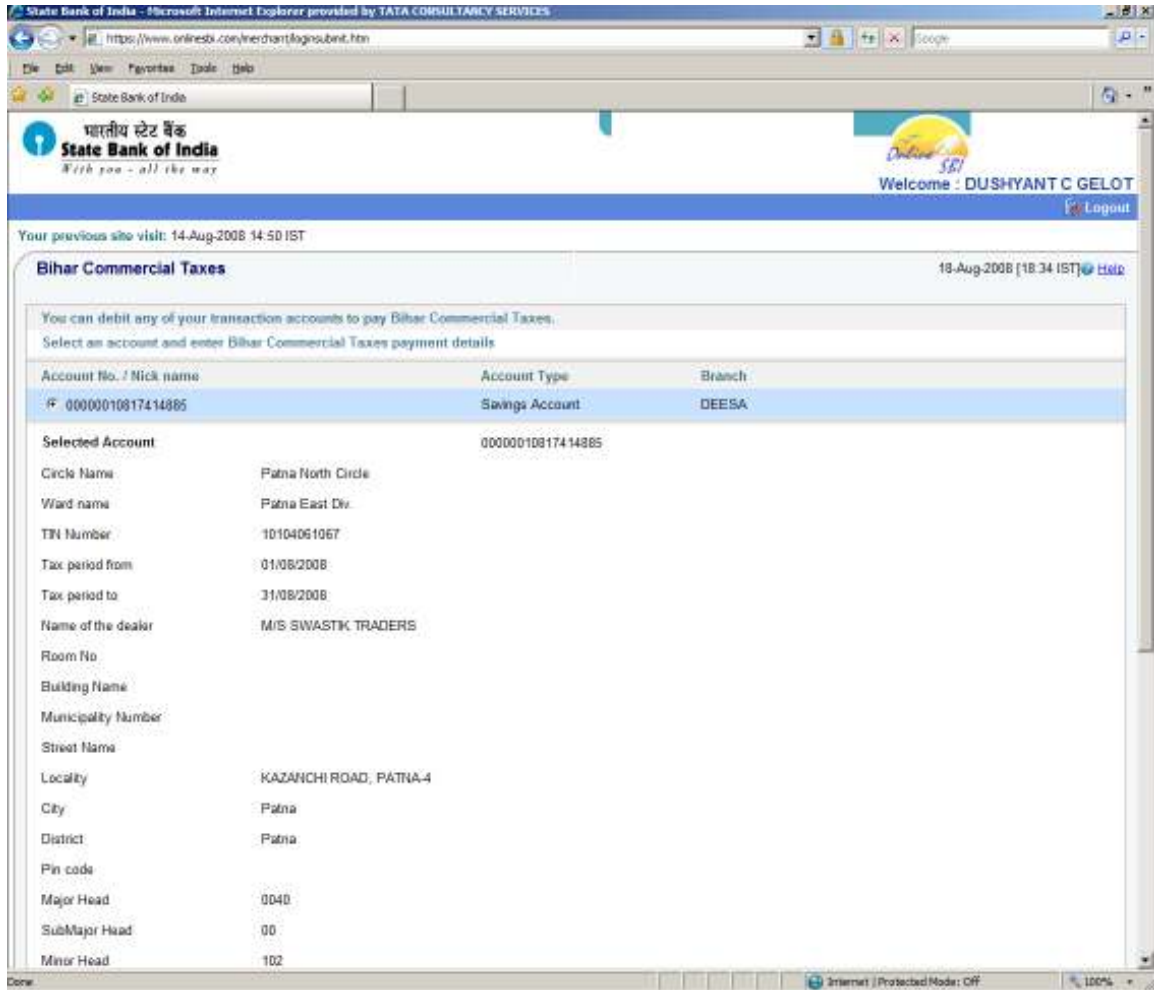 State Bank of India - Microsoft Internet Explorer provided by TATA CONSULTANCY SERVICES
https://www.onlinesbi.com/merchant/loginsubmit.htm
Google
File Edit View Favorites Tools Help
State Bank of India
भारतीय स्टेट बैंक
State Bank of India
With you - all the way
Online SBI
Welcome : DUSHYANT C GELOT
Logout
Your previous site visit: 14-Aug-2008 14:50 IST
Bihar Commercial Taxes
18-Aug-2008 [18:34 IST] Help
You can debit any of your transaction accounts to pay Bihar Commercial Taxes.
Select an account and enter Bihar Commercial Taxes payment details
Account No. / Nick name Account Type Branch
00000010817414885 Savings Account DEESA
Selected Account 00000010817414885
Circle Name Patna North Circle
Ward name Patna East Div.
TIN Number 10104061067
Tax period from 01/08/2008
Tax period to 31/08/2008
Name of the dealer M/S SWASTIK TRADERS
Room No
Building Name
Municipality Number
Street Name
Locality KAZANCHI ROAD, PATNA-4
City Patna
District Patna
Pin code
Major Head 0040
SubMajor Head 00
Minor Head 102
Done Internet | Protected Mode: Off 100%